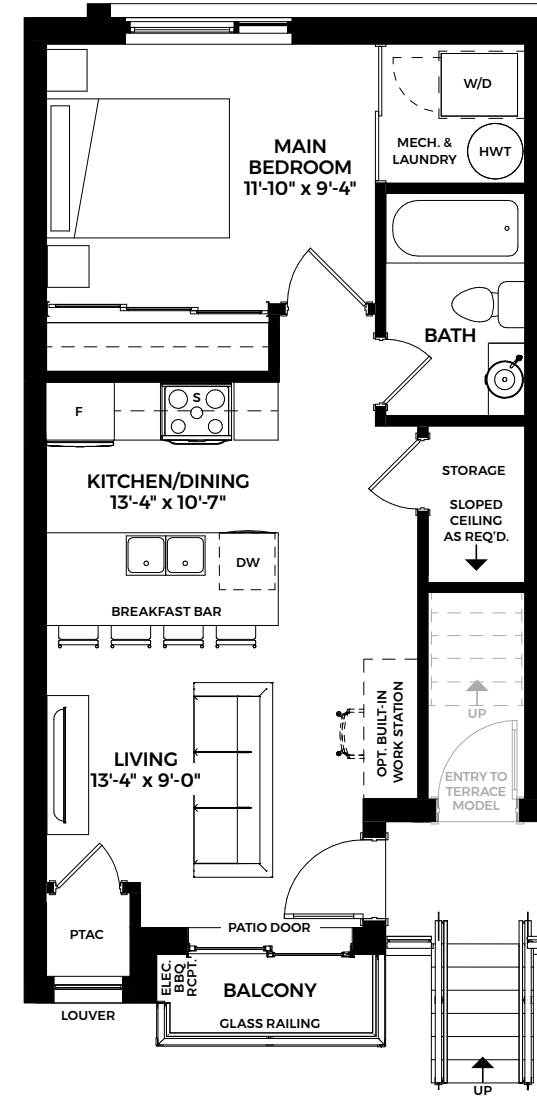 W/D
MECH. &
LAUNDRY
HWT
MAIN
BEDROOM
11'-10" x 9'-4"
BATH
F
S
KITCHEN/DINING
13'-4" x 10'-7"
STORAGE
SLOPED
CEILING
AS REQ'D.
DW
BREAKFAST BAR
UP
OPT. BUILT-IN
WORK STATION
LIVING
13'-4" x 9'-0"
ENTRY TO
TERRACE
MODEL
PTAC
PATIO DOOR
ELEC.
BBQ
RCPT.
BALCONY
LOUVER
GLASS RAILING
UP